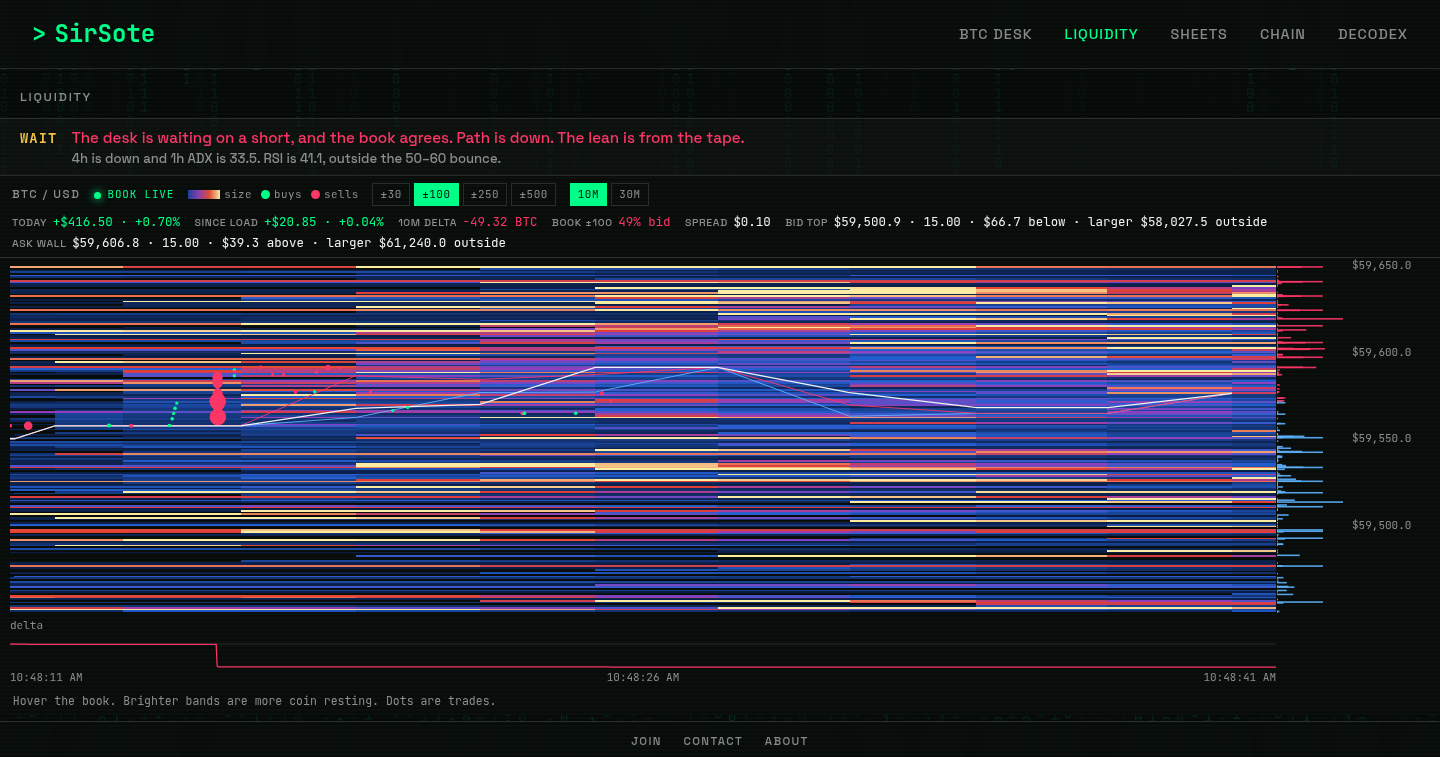 > SirSote
BTC DESK LIQUIDITY SHEETS CHAIN DECODEX
LIQUIDITY
WAIT The desk is waiting on a short, and the book agrees. Path is down. The lean is from the tape.
4h is down and 1h ADX is 33.5. RSI is 41.1, outside the 50–60 bounce.
BTC / USD BOOK LIVE size buys sells ±30 ±100 ±250 ±500 10M 30M
TODAY +$416.50 · +0.70% SINCE LOAD +$20.85 · +0.04% 10M DELTA -49.32 BTC BOOK ±100 49% bid SPREAD $0.10 BID TOP $59,500.9 · 15.00 · $66.7 below · larger $58,027.5 outside
ASK WALL $59,606.8 · 15.00 · $39.3 above · larger $61,240.0 outside
$59,650.0
$59,600.0
$59,550.0
$59,500.0
delta
10:48:11 AM 10:48:26 AM 10:48:41 AM
Hover the book. Brighter bands are more coin resting. Dots are trades.
JOIN CONTACT ABOUT